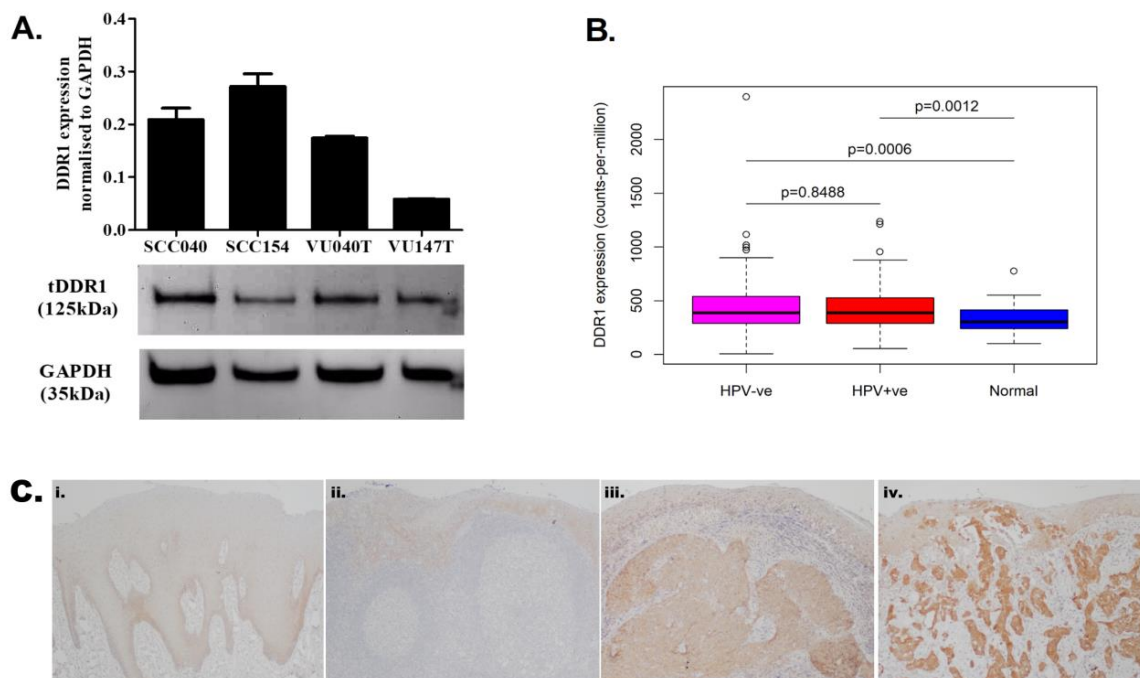 A.
DDR1 expression
normalised to GAPDH
0.4
0.3
0.2
0.1
0.0
SCC040 SCC154 VU040T VU147T
tDDR1
(125kDa)
GAPDH
(35kDa)
B.
DDR1 expression (counts-per-million)
2000
1500
1000
500
0
p=0.0012
p=0.0006
p=0.8488
HPV-ve HPV+ve Normal
C.
i. ii. iii. iv.